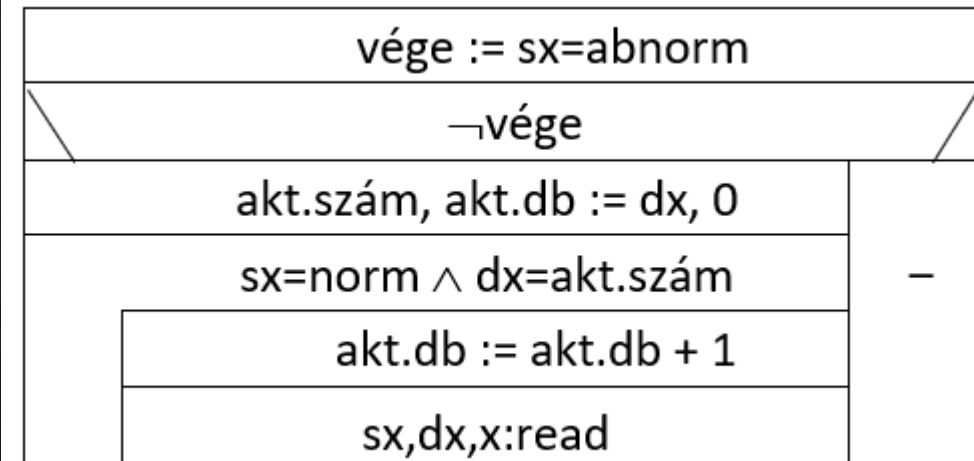 vége := sx=abnorm
¬vége
akt.szám, akt.db := dx, 0
sx=norm ∧ dx=akt.szám
–
akt.db := akt.db + 1
sx,dx,x:read